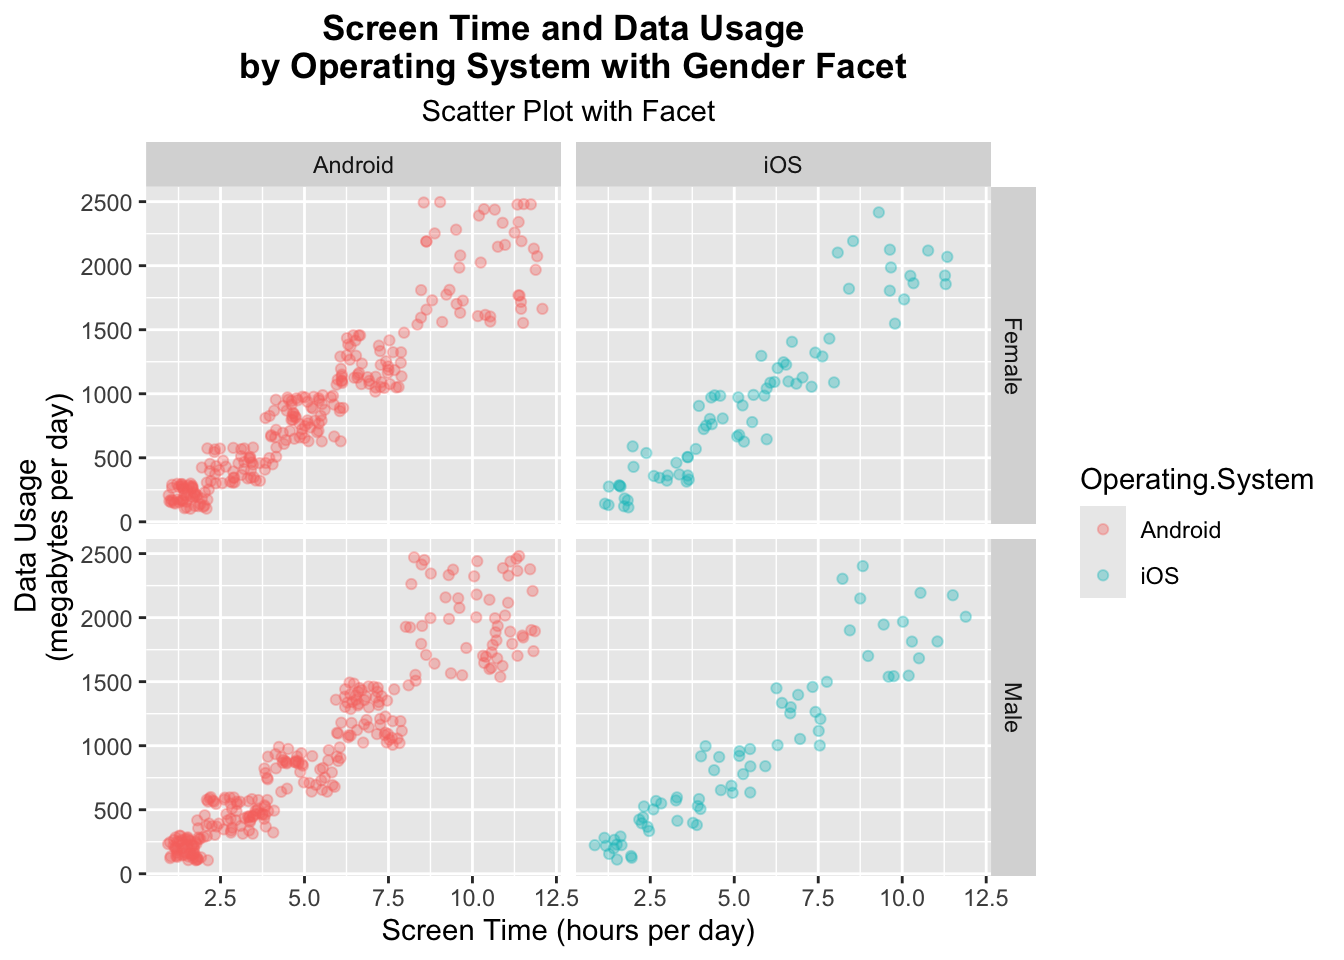 Screen Time and Data Usage
by Operating System with Gender Facet
Scatter Plot with Facet
Android
iOS
2500
2000
1500
1000
500
0
Female
2500
2000
1500
1000
500
0
Male
2.5
5.0
7.5
10.0
12.5
2.5
5.0
7.5
10.0
12.5
Screen Time (hours per day)
Data Usage
(megabytes per day)
Operating.System
Android
iOS